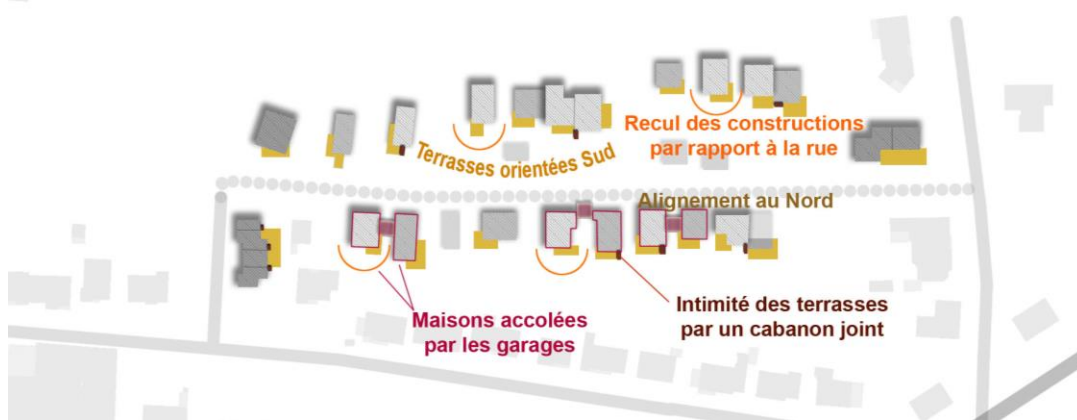 Recul des constructions
par rapport à la rue
Terrasses orientées Sud
Alignement au Nord
Maisons accolées
par les garages
Intimité des terrasses
par un cabanon joint